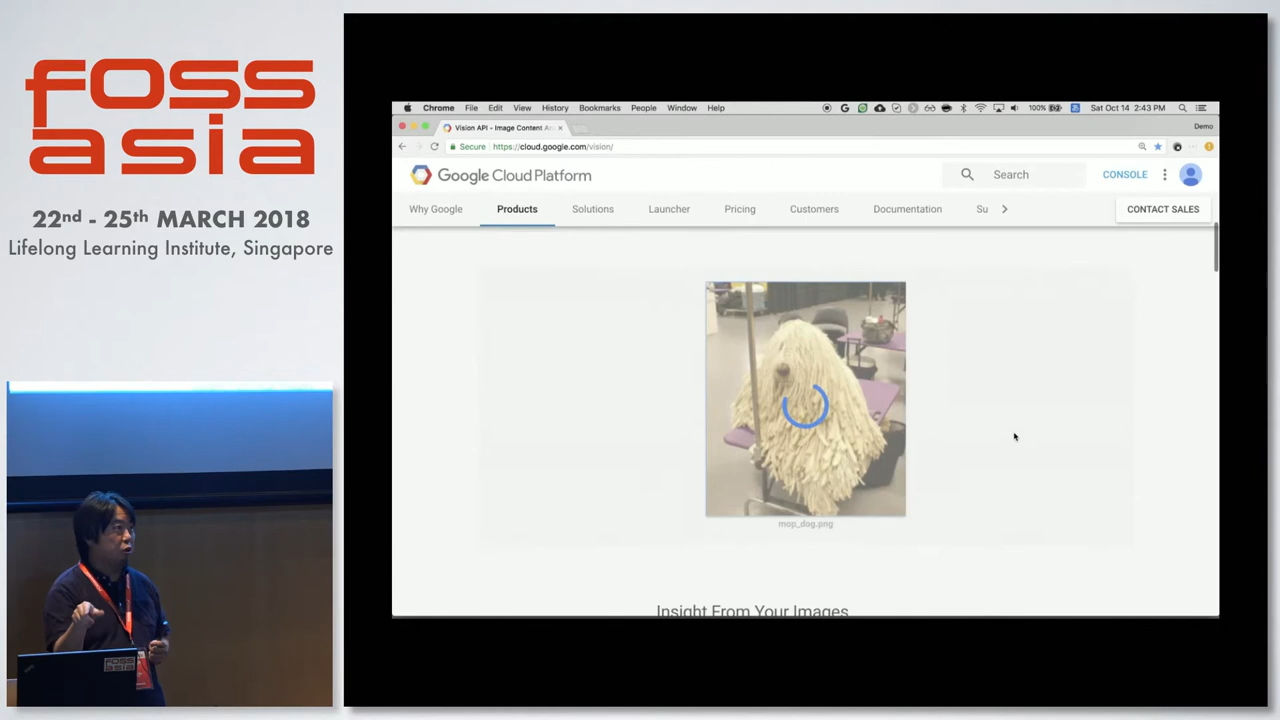 foss
asia
22nd - 25th MARCH 2018
Lifelong Learning Institute, Singapore
FOSS
ASIA
Chrome File Edit View History Bookmarks People Window Help 100% Sat Oct 14 2:43 PM
Vision API - Image Content An Demo
Secure https://cloud.google.com/vision/
Google Cloud Platform Search CONSOLE
Why Google Products Solutions Launcher Pricing Customers Documentation Su CONTACT SALES
mop_dog.png
Insight From Your Images